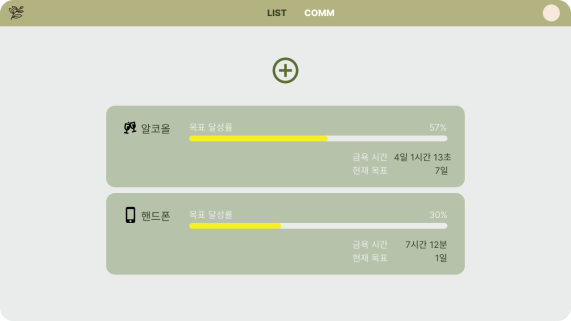 LIST COMM
알코올 목표 달성률 57%
금욕 시간 4일 1시간 13초
현재 목표 7일
핸드폰 목표 달성률 30%
금욕 시간 7시간 12분
현재 목표 1일